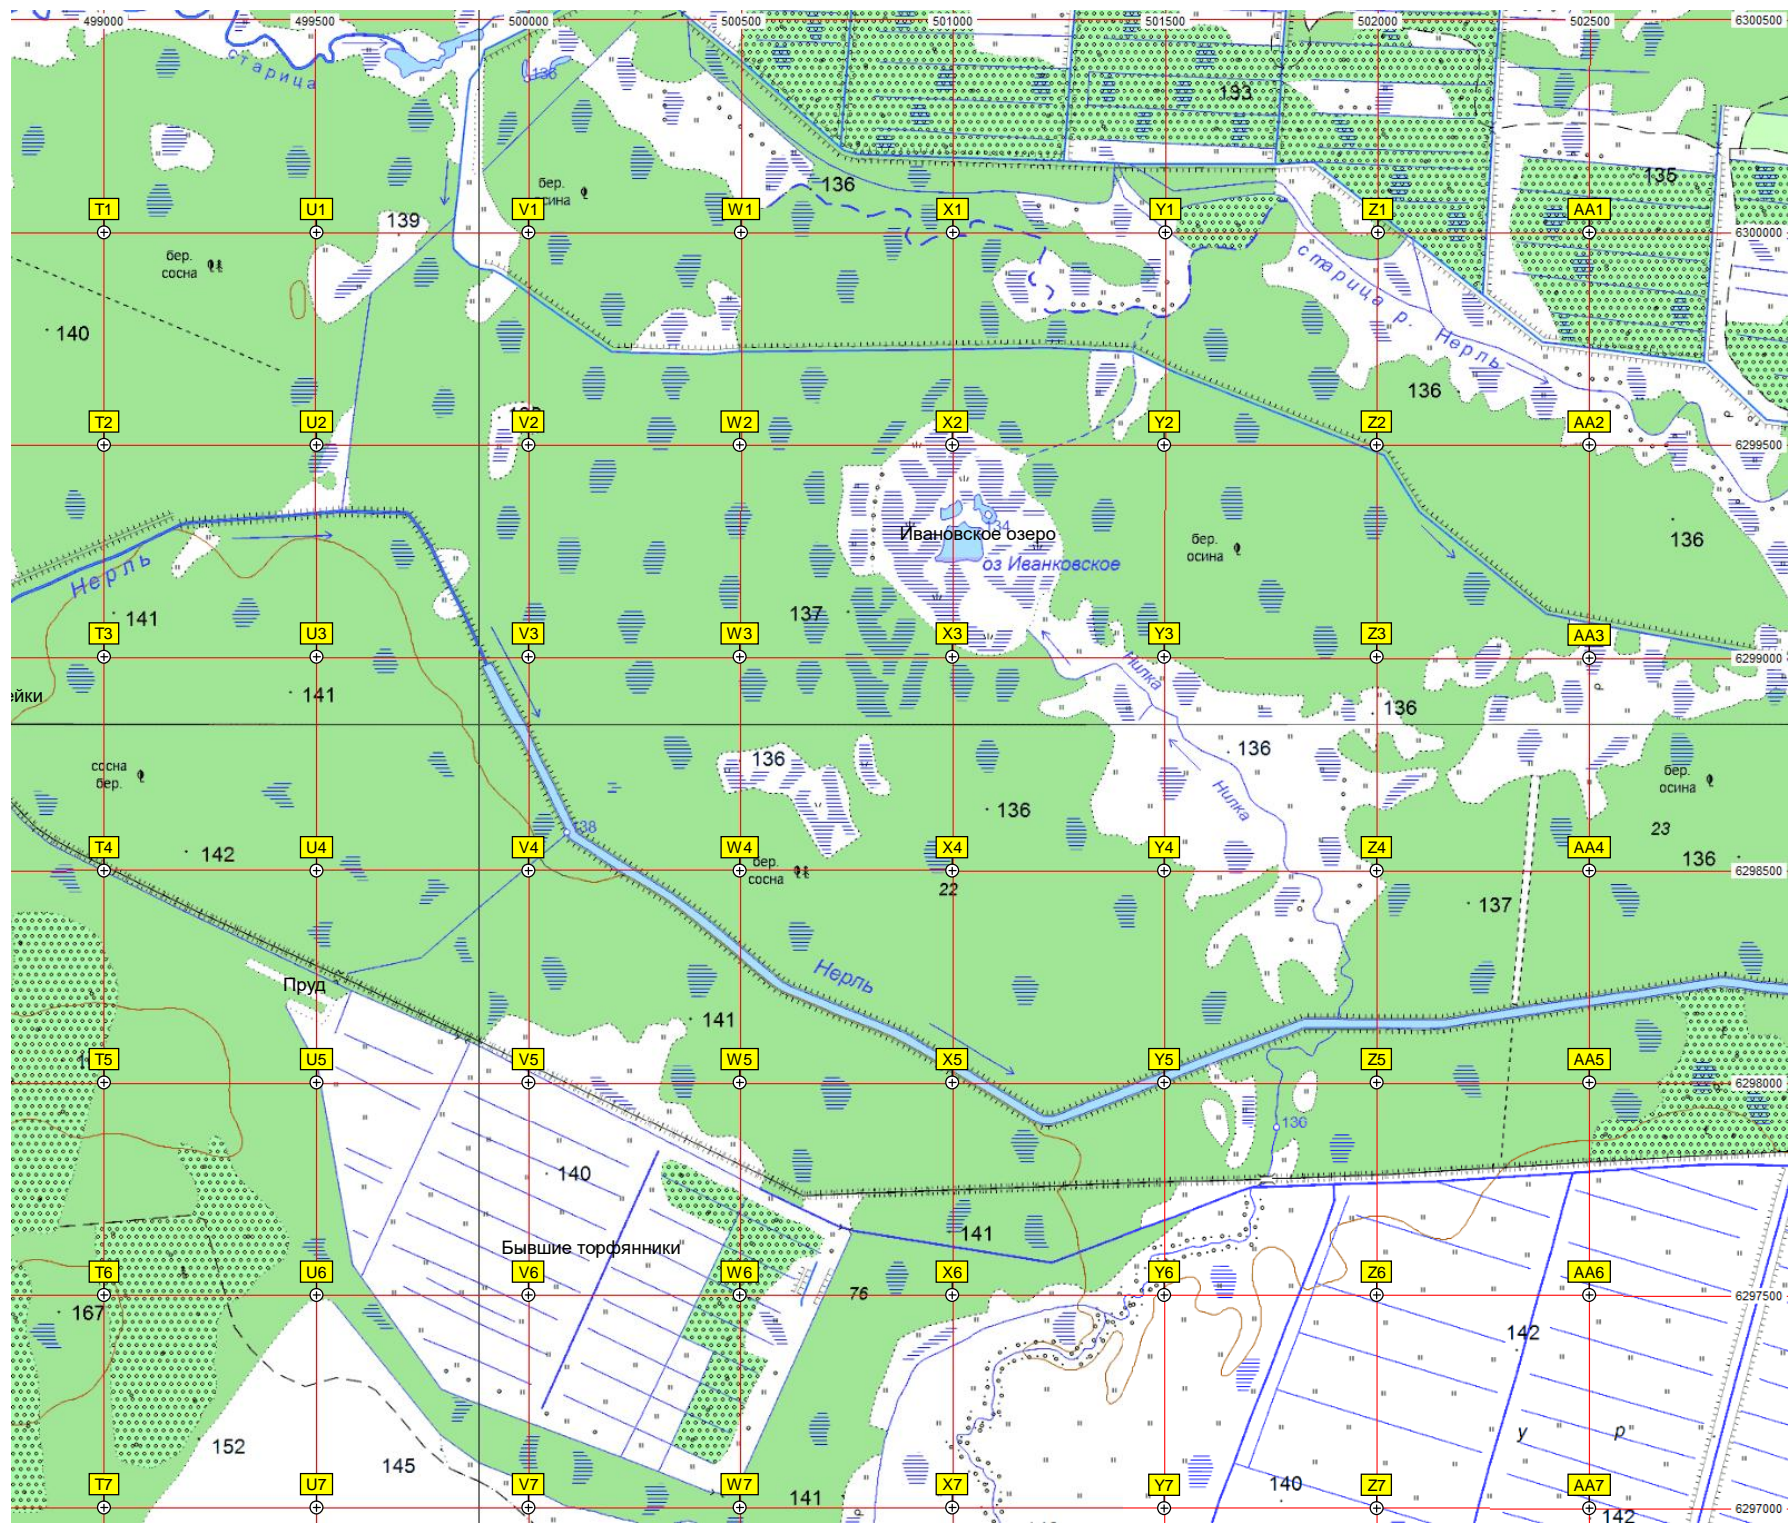 499000 499500 500000 500500 501000 501500 502000 502500 6300500
старица
136
133
бер.
136
135
T1 U1 V1 W1 X1 Y1 Z1 AA1
139
6300000
бер.
сосна
старица р. Нерль
140
136
T2 U2 V2 W2 X2 Y2 Z2 AA2
6299500
134
Ивановское озеро
оз Иванковское
бер.
осина
136
Нерль
141
137
T3 U3 V3 W3 X3 Y3 Z3 AA3
6299000
Нилка
ейки
141
136
136
136
сосна
бер.
бер.
осина
Нилка
136
138
23
142
136
T4 U4 V4 W4 X4 Y4 Z4 AA4
бер.
сосна
6298500
22
137
Нерль
Пруд
141
T5 U5 V5 W5 X5 Y5 Z5 AA5
6298000
136
140
141
Бывшие торфянники
T6 U6 V6 W6 X6 Y6 Z6 AA6
76
6297500
167
142
у р
152
145
T7 U7 V7 W7 X7 Y7 Z7 AA7
140
141
6297000
142